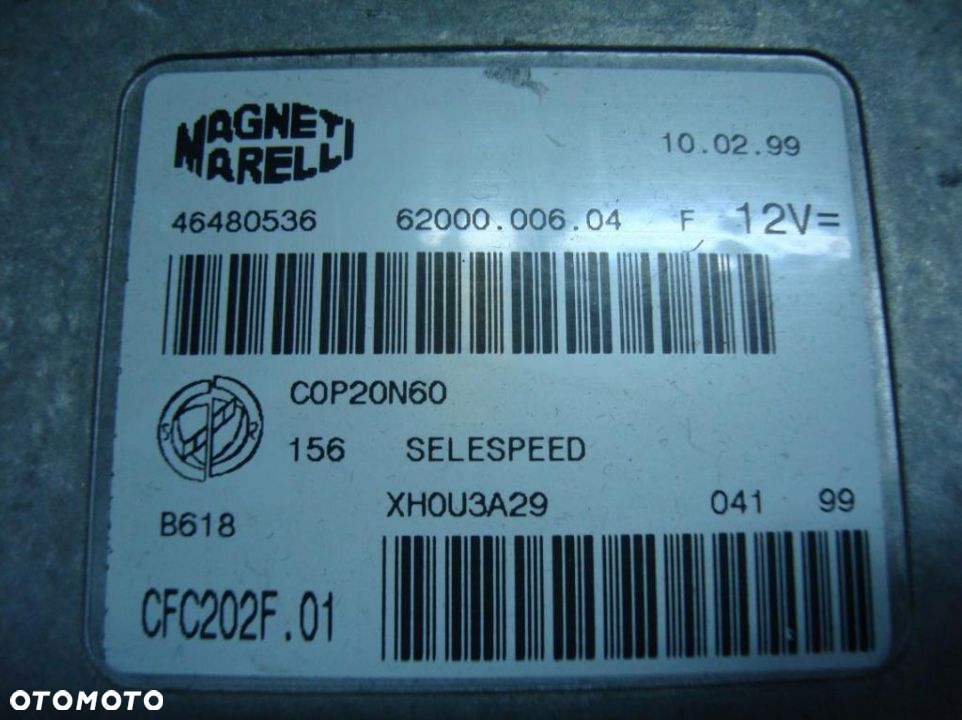 MAGNETI
MARELLI
10.02.99
46480536 62000.006.04 F 12V=
COP20N60
S R
156 SELESPEED
XH0U3A29 041 99
B618
CFC202F.01
OTOMOTO